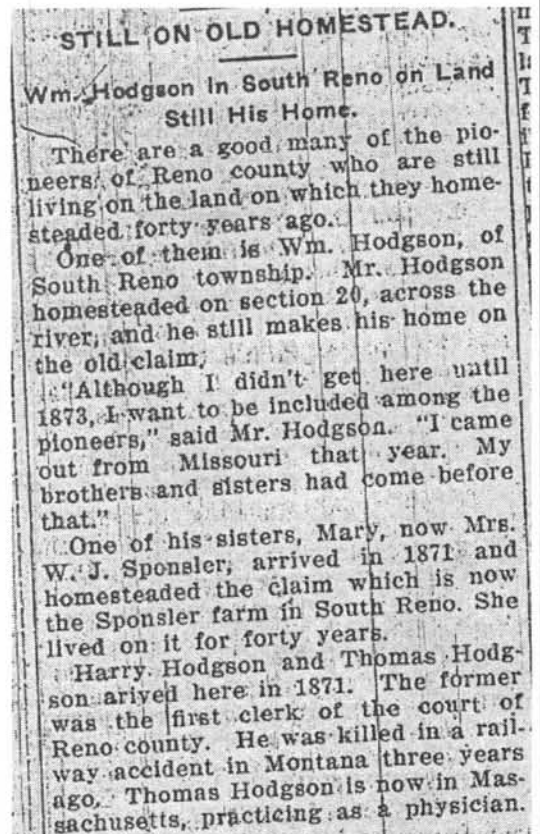 STILL ON OLD HOMESTEAD.
Wm. Hodgson in South Reno on Land
Still His Home.
There are a good many of the pio-
neers of Reno county who are still
living on the land on which they home-
steaded forty years ago.
One of them is Wm. Hodgson, of
South Reno township. Mr. Hodgson
homesteaded on section 20, across the
river, and he still makes his home on
the old claim.
"Although I didn't get here until
1873, I want to be included among the
pioneers," said Mr. Hodgson. "I came
out from Missouri that year. My
brothers and sisters had come before
that."
One of his sisters, Mary, now Mrs.
W. J. Sponsler, arrived in 1871 and
homesteaded the claim which is now
the Sponsler farm in South Reno. She
lived on it for forty years.
Harry Hodgson and Thomas Hodg-
son arived here in 1871. The former
was the first clerk of the court of
Reno county. He was killed in a rail-
way accident in Montana three years
ago. Thomas Hodgson is now in Mas-
sachusetts, practicing as a physician.